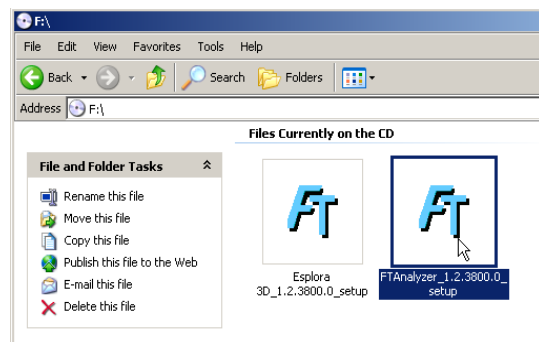 F:\
File Edit View Favorites Tools Help
Back Search Folders
Address F:\
Files Currently on the CD
File and Folder Tasks
Rename this file
Move this file
Copy this file
Publish this file to the Web
E-mail this file
Delete this file
FT
Esplora
3D_1.2.3800.0_setup
FT
FTAnalyzer_1.2.3800.0_
setup